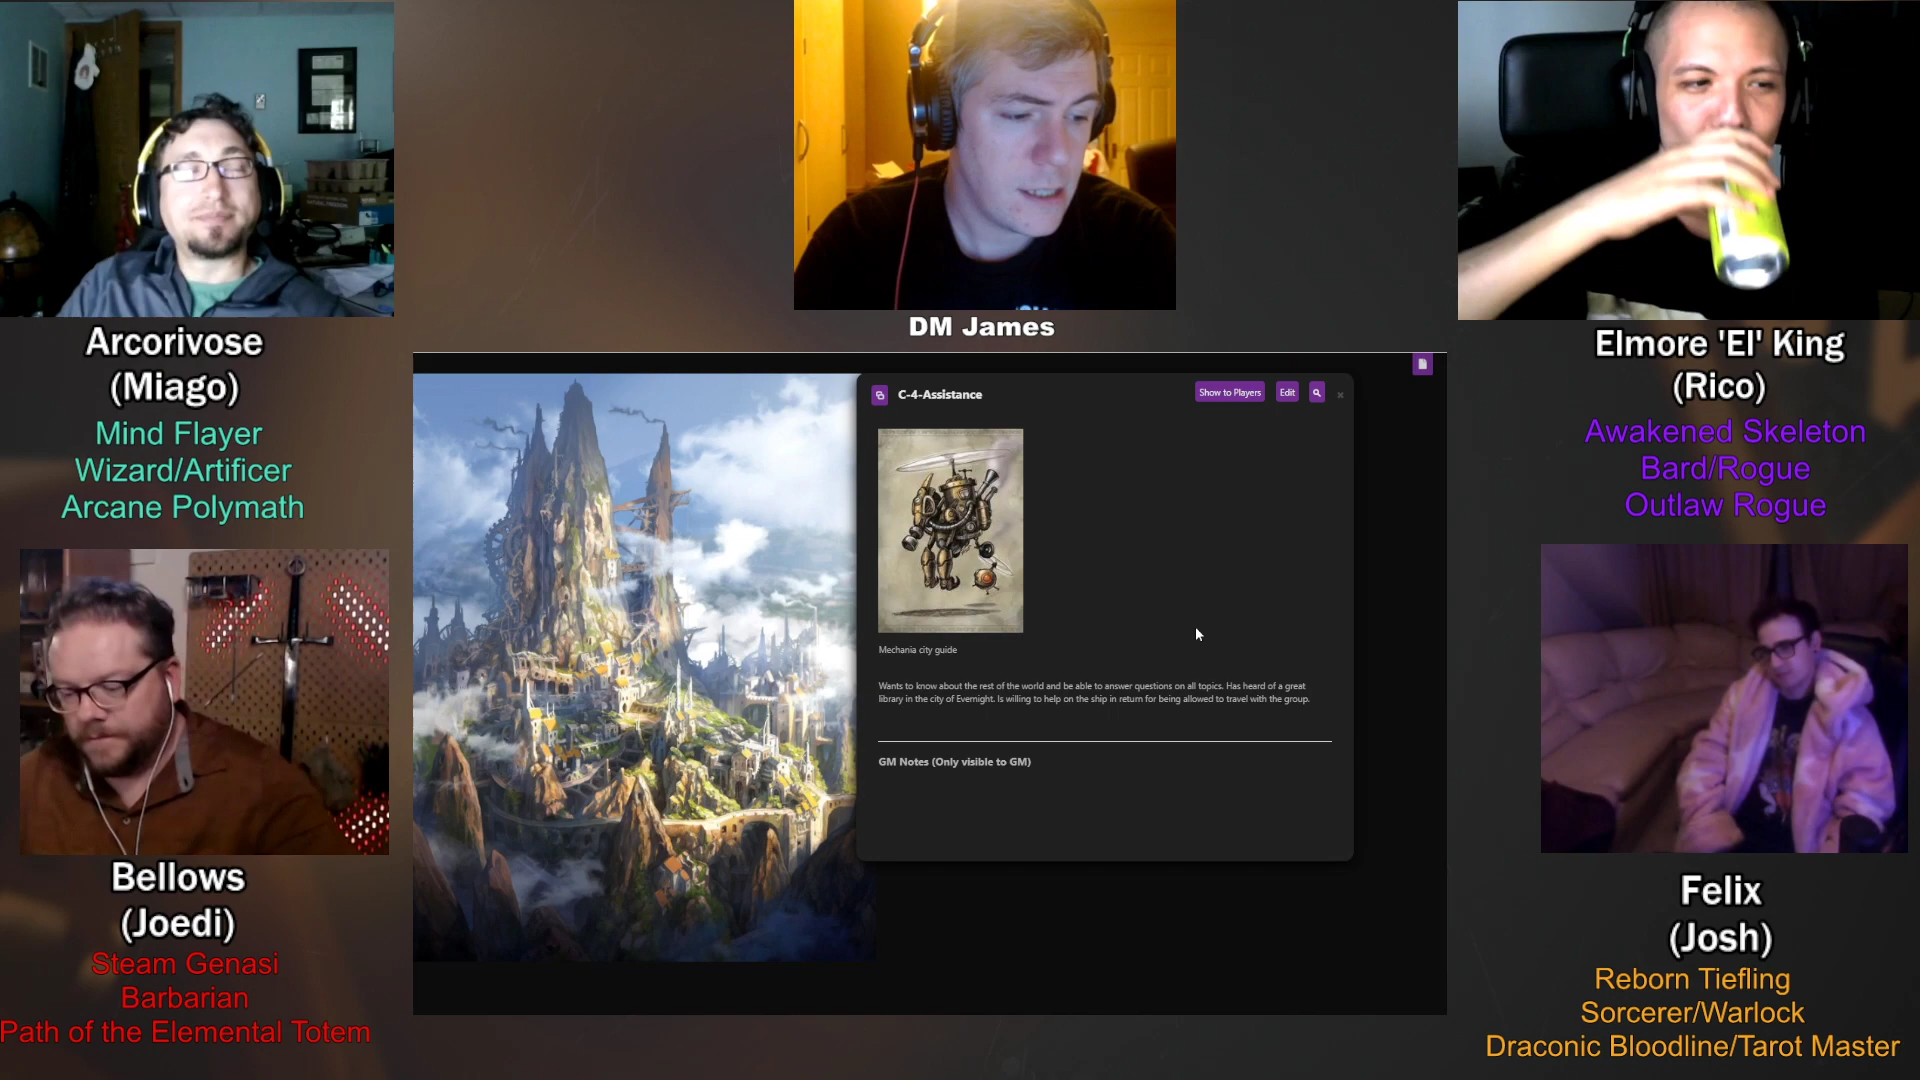 DM James
Arcorivose
(Miago)
Mind Flayer
Wizard/Artificer
Arcane Polymath
Elmore 'El' King
(Rico)
Awakened Skeleton
Bard/Rogue
Outlaw Rogue
C-4-Assistance
Show to Players
Edit
Mechania city guide
Wants to know about the rest of the world and be able to answer questions on all topics. Has heard of a great
library in the city of Evernight. Is willing to help on the ship in return for being allowed to travel with the group.
GM Notes (Only visible to GM)
Bellows
(Joedi)
Steam Genasi
Barbarian
Path of the Elemental Totem
Felix
(Josh)
Reborn Tiefling
Sorcerer/Warlock
Draconic Bloodline/Tarot Master